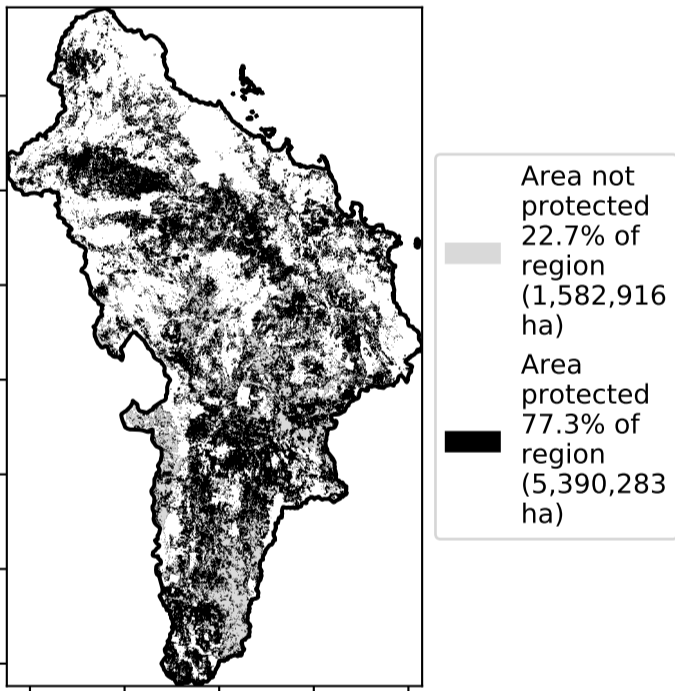 Area not
protected
22.7% of
region
(1,582,916
ha)
Area
protected
77.3% of
region
(5,390,283
ha)